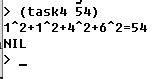 > (task4 54)
1^2+1^2+4^2+6^2=54
NIL
> _